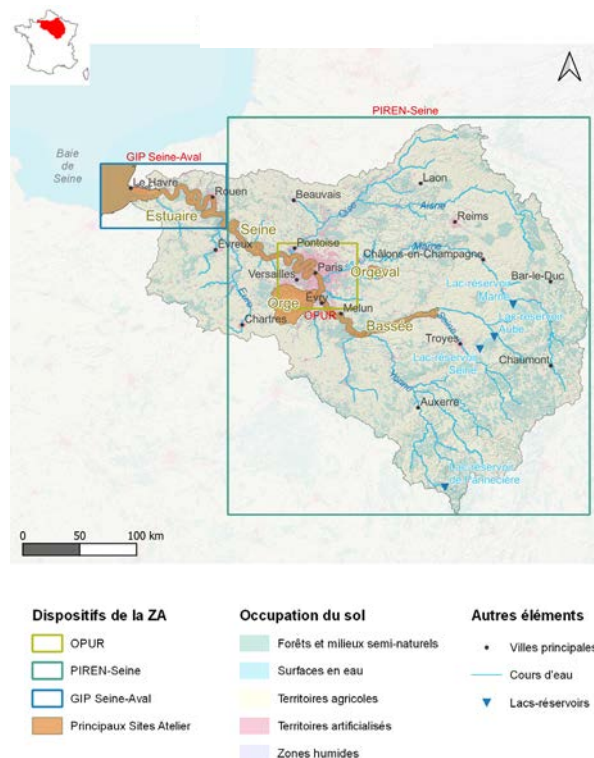 PIREN-Seine
Baie
de
Seine
GIP Seine-Aval
Le Havre
Rouen
Estuaire
Seine
Beauvais
Laon
Oise
Aisne
Reims
Évreux
Pontoise
Marne
Châlons-en-Champagne
Paris
Versailles
Orgeval
Bar-le-Duc
Lac-réservoir
Marne
Orge
Évry
OPUR
Melun
Eure
Chartres
Bassée
Seine
Lac-réservoir
Aube
Troyes
Lac-réservoir
Seine
Chaumont
Yonne
Auxerre
Lac-réservoir
de Pannecière
0 50 100 km
Dispositifs de la ZA
OPUR
PIREN-Seine
GIP Seine-Aval
Principaux Sites Atelier
Occupation du sol
Forêts et milieux semi-naturels
Surfaces en eau
Territoires agricoles
Territoires artificialisés
Zones humides
Autres éléments
Villes principales
Cours d'eau
Lacs-réservoirs